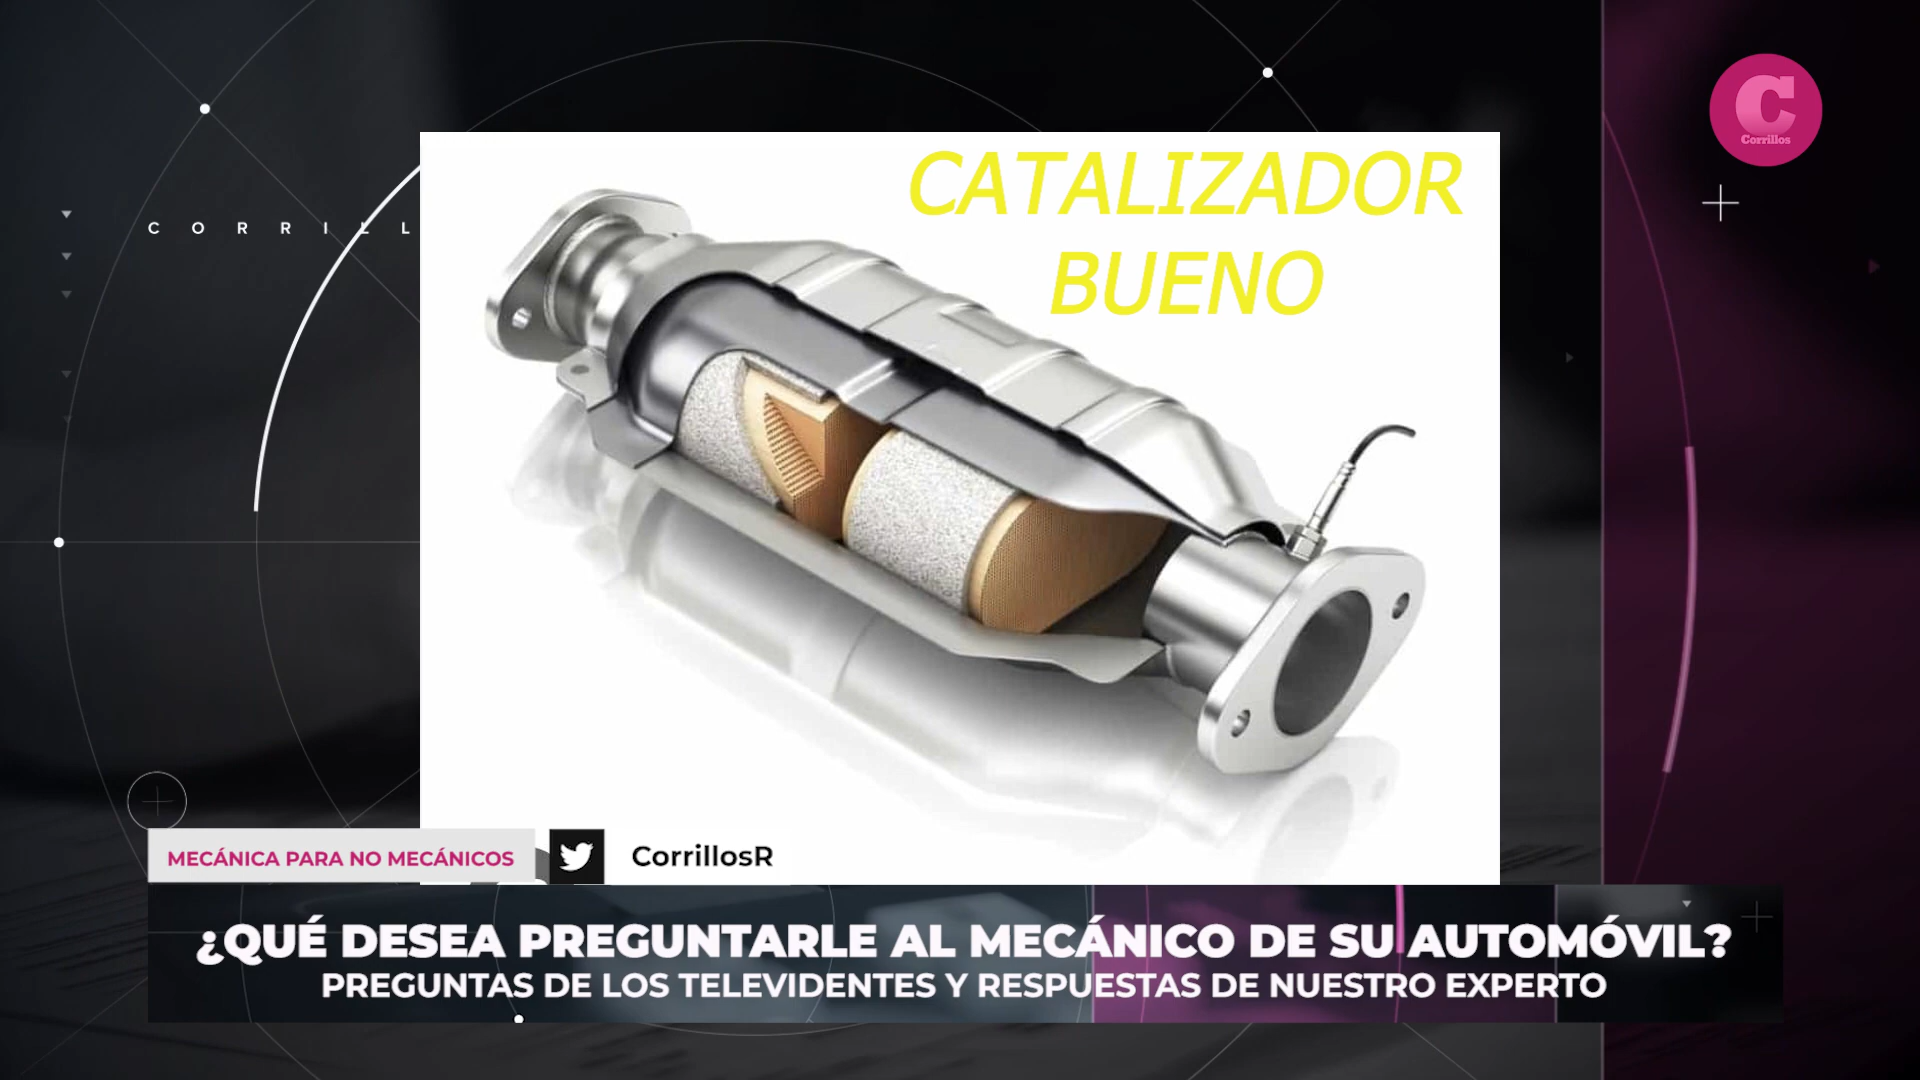 C
Corrillos
CORRILL
CATALIZADOR
BUENO
MECÁNICA PARA NO MECÁNICOS
CorrillosR
¿QUÉ DESEA PREGUNTARLE AL MECÁNICO DE SU AUTOMÓVIL?
PREGUNTAS DE LOS TELEVIDENTES Y RESPUESTAS DE NUESTRO EXPERTO